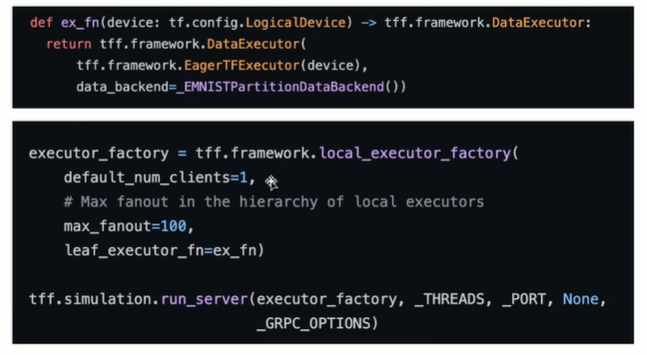 def ex_fn(device: tf.config.LogicalDevice) -> tff.framework.DataExecutor:
  return tff.framework.DataExecutor(
      tff.framework.EagerTFExecutor(device),
      data_backend=_EMNISTPartitionDataBackend())
executor_factory = tff.framework.local_executor_factory(
    default_num_clients=1,
    # Max fanout in the hierarchy of local executors
    max_fanout=100,
    leaf_executor_fn=ex_fn)
tff.simulation.run_server(executor_factory, _THREADS, _PORT, None,
                          _GRPC_OPTIONS)